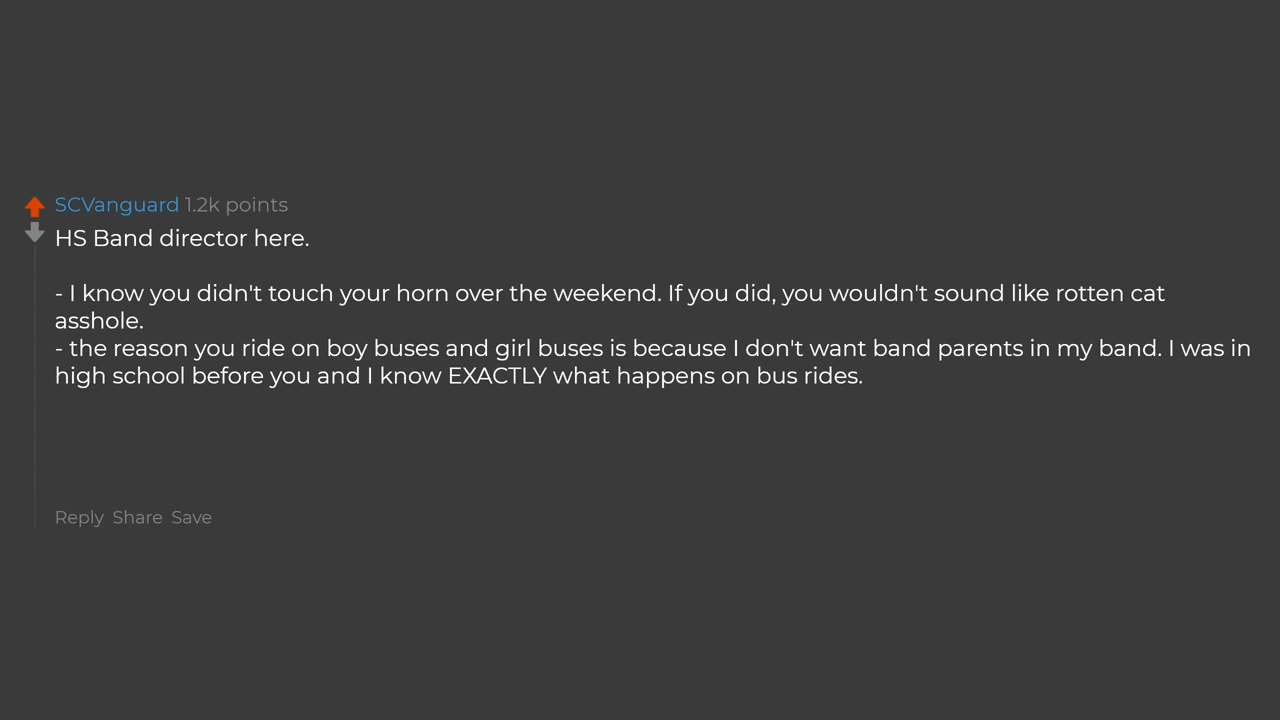 SCVanguard 1.2k points
HS Band director here.
- I know you didn't touch your horn over the weekend. If you did, you wouldn't sound like rotten cat
asshole.
- the reason you ride on boy buses and girl buses is because I don't want band parents in my band. I was in
high school before you and I know EXACTLY what happens on bus rides.
Reply Share Save